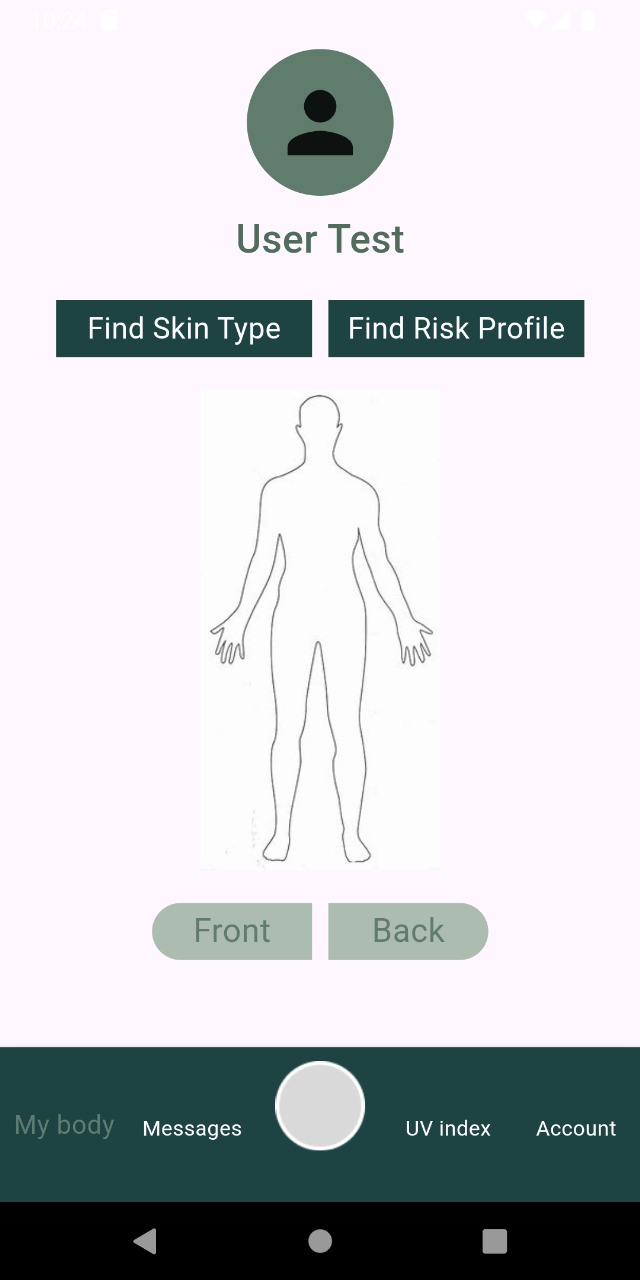 10:24
User Test
Find Skin Type
Find Risk Profile
Front
Back
My body
Messages
UV index
Account